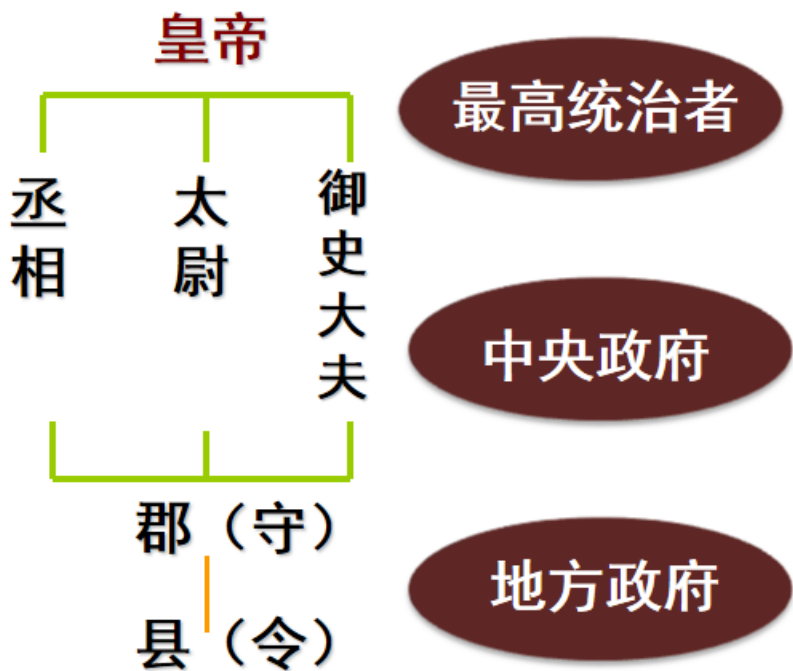 皇帝
最高统治者
丞相
太尉
御史大夫
中央政府
郡（守）
地方政府
县（令）